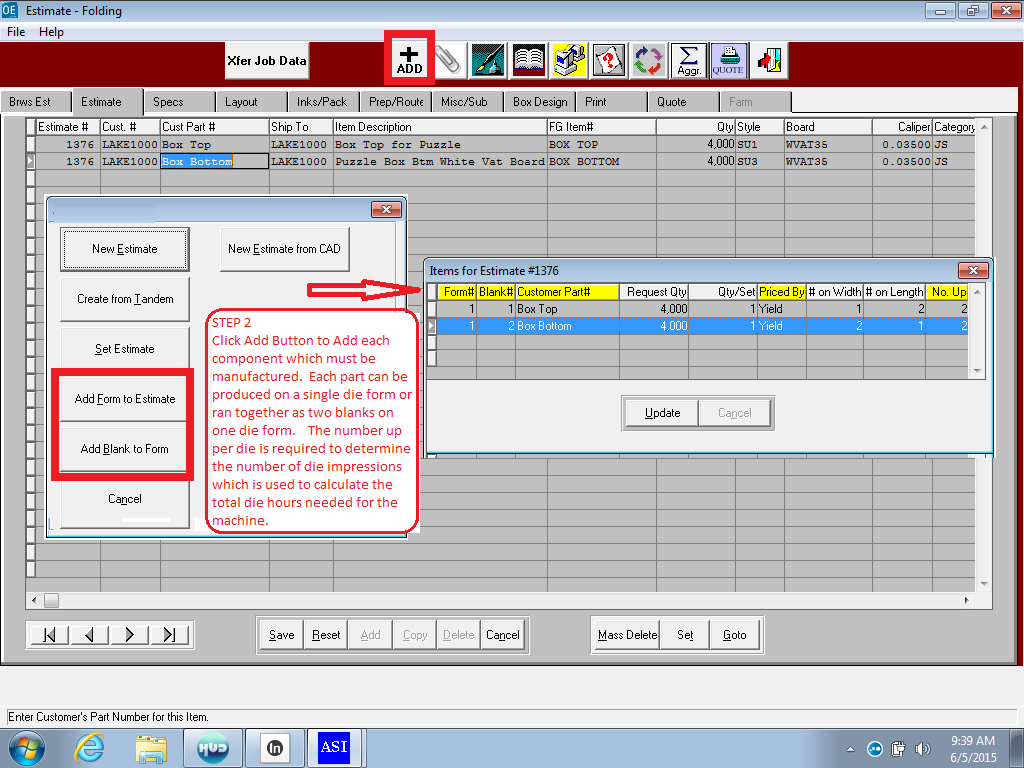 OE Estimate - Folding
File Help
Xfer Job Data
ADD
Aggr.
QUOTE
Brws Est Estimate Specs Layout Inks/Pack Prep/Route Misc/Sub Box Design Print Quote Farm
Estimate # Cust. # Cust Part # Ship To Item Description FG Item# Qty Style Board Caliper Category
1376 LAKE1000 Box Top LAKE1000 Box Top for Puzzle BOX TOP 4,000 SU1 WVAT35 0.03500 JS
1376 LAKE1000 Box Bottom LAKE1000 Puzzle Box Btm White Vat Board BOX BOTTOM 4,000 SU3 WVAT35 0.03500 JS
New Estimate
New Estimate from CAD
Create from Tandem
Set Estimate
Add Form to Estimate
Add Blank to Form
Cancel
STEP 2
Click Add Button to Add each
component which must be
manufactured. Each part can be
produced on a single die form or
ran together as two blanks on
one die form. The number up
per die is required to determine
the number of die impressions
which is used to calculate the
total die hours needed for the
machine.
Items for Estimate #1376
Form# Blank# Customer Part# Request Qty Qty/Set Priced By # on Width # on Length No. Up
1 1 Box Top 4,000 1 Yield 1 2 2
1 2 Box Bottom 4,000 1 Yield 2 1 2
Update Cancel
Save Reset Add Copy Delete Cancel
Mass Delete Set Goto
Enter Customer's Part Number for this Item.
HUD
In
ASI
9:39 AM
6/5/2015